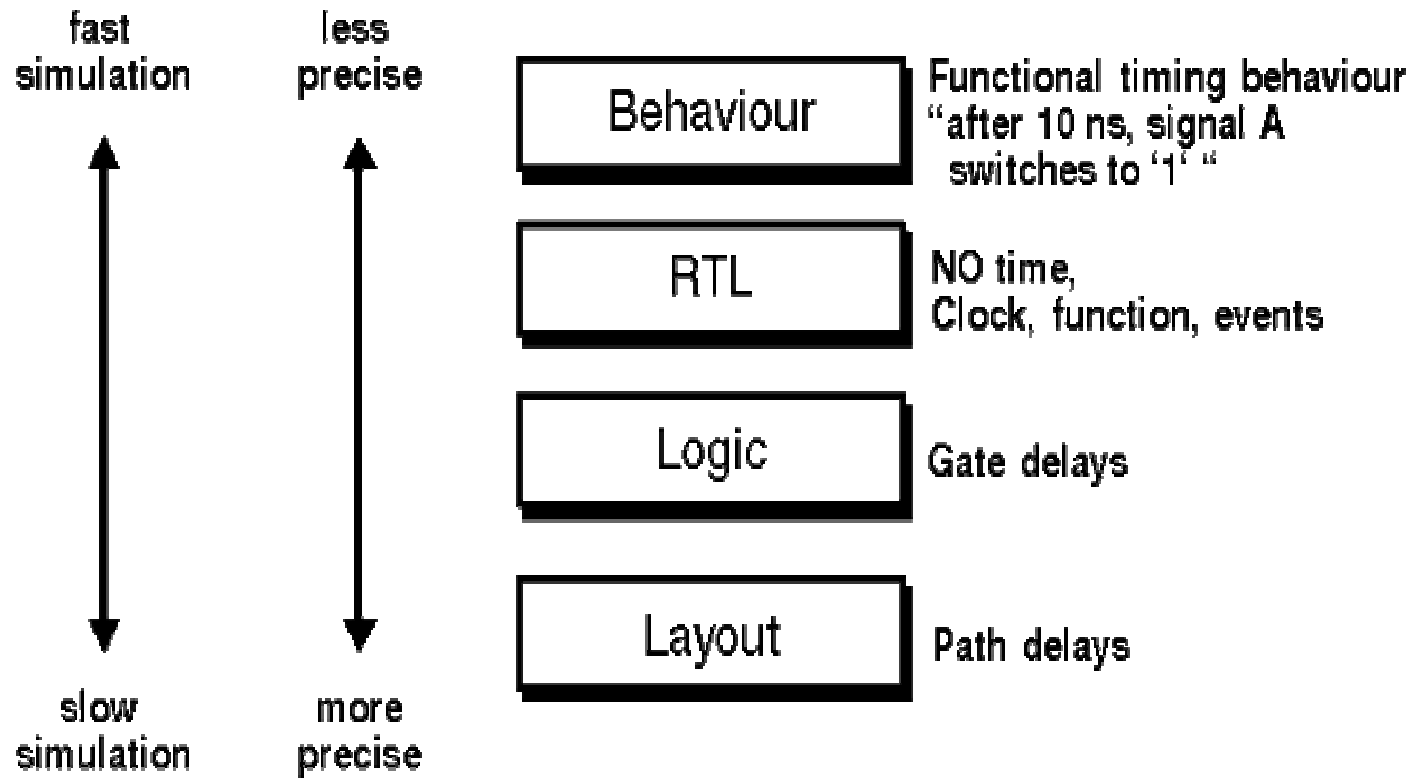 fast
simulation
less
precise
Behaviour
Functional timing behaviour
“after 10 ns, signal A
switches to ‘1‘ “
RTL
NO time,
Clock, function, events
Logic
Gate delays
Layout
Path delays
slow
simulation
more
precise